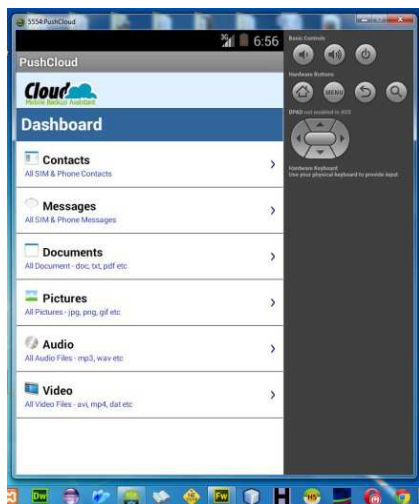 5554:PushCloud
3G 6:56
PushCloud
Cloud
Mobile Backup Assistant
Dashboard
Contacts
All SIM & Phone Contacts
Messages
All SIM & Phone Messages
Documents
All Document - doc, txt, pdf etc
Pictures
All Pictures - jpg, png, gif etc
Audio
All Audio Files - mp3, wav etc
Video
All Video Files - avi, mp4, dat etc
Basic Controls
Hardware Buttons
MENU
DPAD not enabled in AVD
Hardware Keyboard
Use your physical keyboard to provide input
Dw
Fw
H